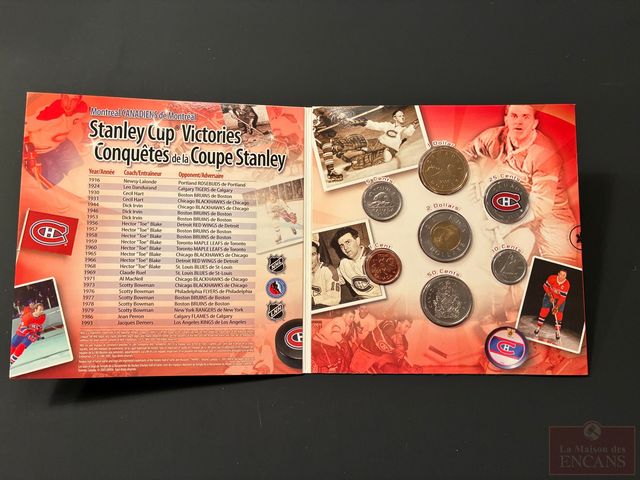 Montreal CANADIENS de Montréal
Stanley Cup® Victories
Conquêtes de la Coupe Stanley
Year/Année Coach/Entraîneur Opponent/Adversaire
1916 Newsy Lalonde Portland ROSEBUDS de Portland
1924 Leo Dandurand Calgary TIGERS de Calgary
1930 Cecil Hart Boston BRUINS de Boston
1931 Cecil Hart Chicago BLACKHAWKS de Chicago
1944 Dick Irvin Chicago BLACKHAWKS de Chicago
1946 Dick Irvin Boston BRUINS de Boston
1953 Dick Irvin Boston BRUINS de Boston
1956 Hector "Toe" Blake Detroit RED WINGS de Detroit
1957 Hector "Toe" Blake Boston BRUINS de Boston
1958 Hector "Toe" Blake Boston BRUINS de Boston
1959 Hector "Toe" Blake Toronto MAPLE LEAFS de Toronto
1960 Hector "Toe" Blake Toronto MAPLE LEAFS de Toronto
1965 Hector "Toe" Blake Chicago BLACKHAWKS de Chicago
1966 Hector "Toe" Blake Detroit RED WINGS de Detroit
1968 Hector "Toe" Blake St. Louis BLUES de St-Louis
1969 Claude Ruel St. Louis BLUES de St-Louis
1971 Al MacNeil Chicago BLACKHAWKS de Chicago
1973 Scotty Bowman Chicago BLACKHAWKS de Chicago
1976 Scotty Bowman Philadelphia FLYERS de Philadelphia
1977 Scotty Bowman Boston BRUINS de Boston
1978 Scotty Bowman Boston BRUINS de Boston
1979 Scotty Bowman New York RANGERS de New York
1986 Jean Perron Calgary FLAMES de Calgary
1993 Jacques Demers Los Angeles KINGS de Los Angeles
5 Cents
1 Dollar
25 Cents
2 Dollars
1 Cent
10 Cents
50 Cents
La Maison des
ENCANS